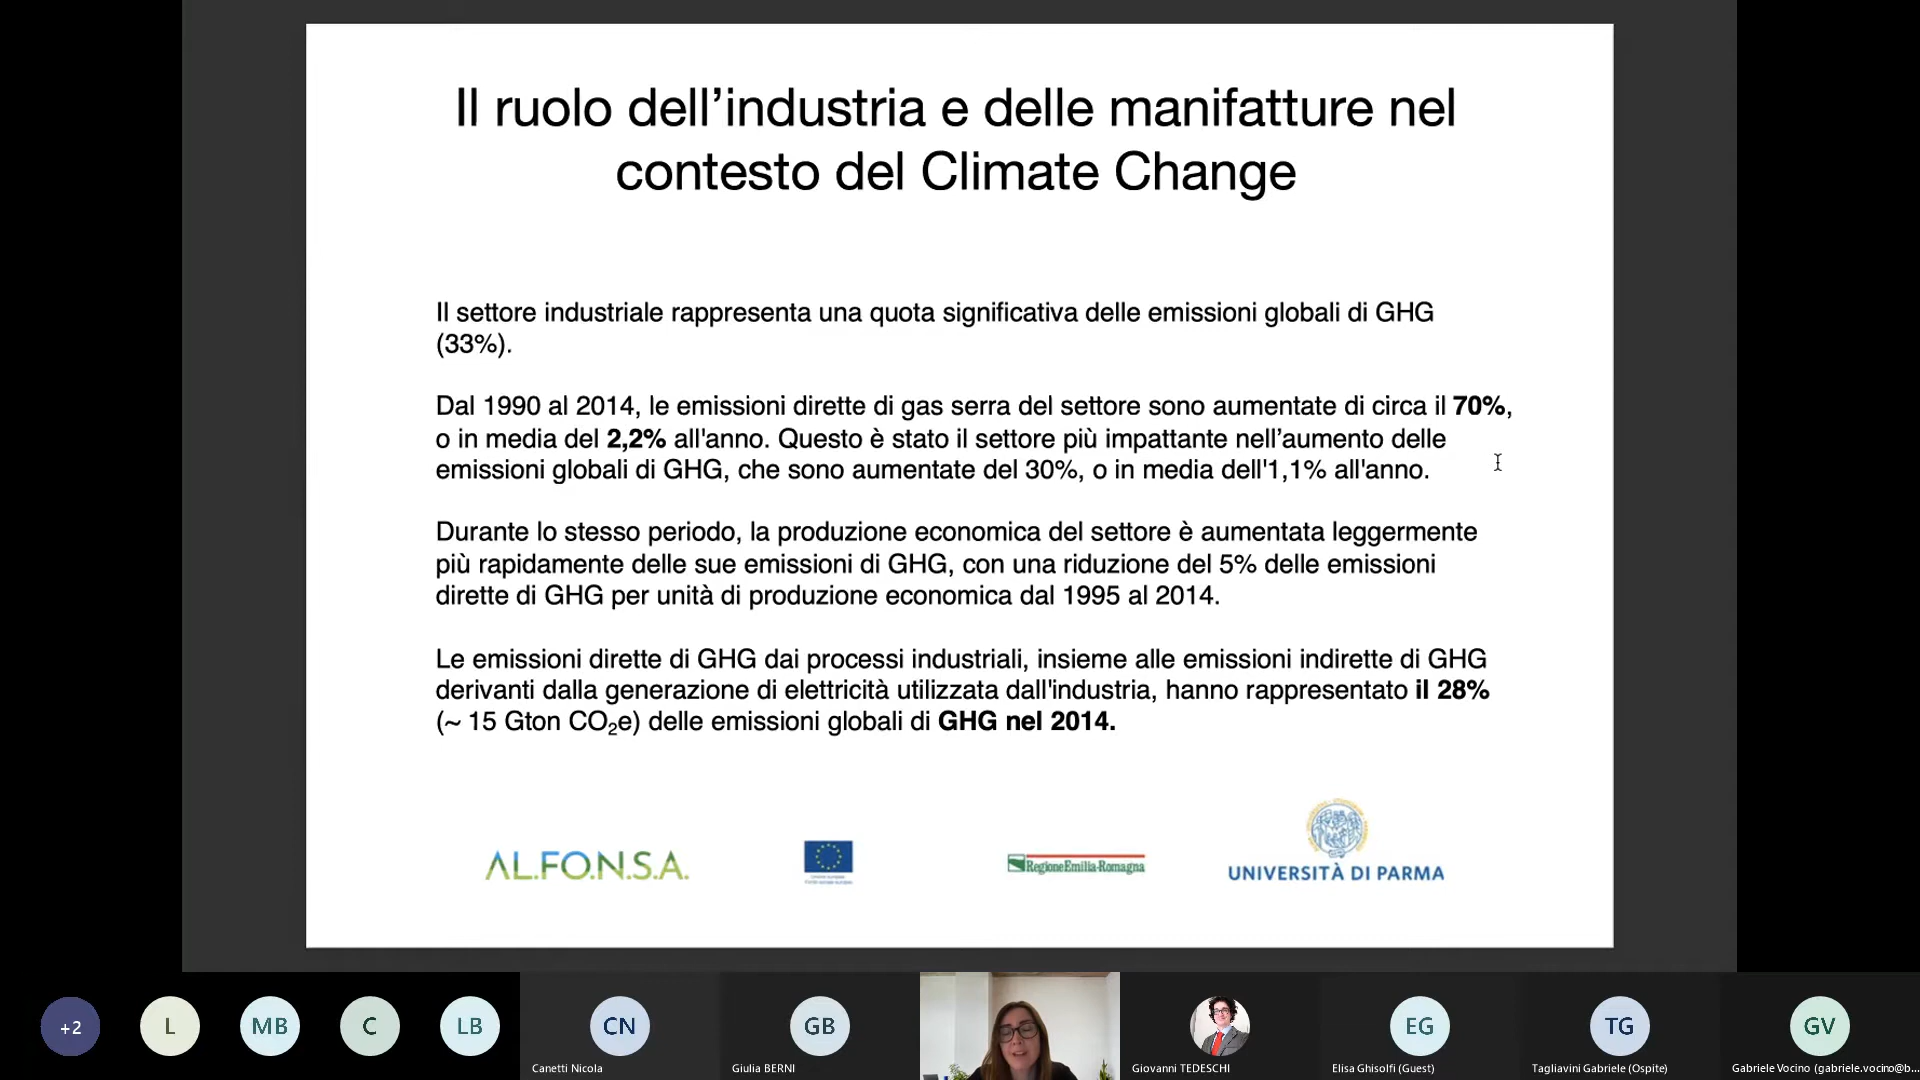 Il ruolo dell’industria e delle manifatture nel
contesto del Climate Change
Il settore industriale rappresenta una quota significativa delle emissioni globali di GHG
(33%).
Dal 1990 al 2014, le emissioni dirette di gas serra del settore sono aumentate di circa il 70%,
o in media del 2,2% all'anno. Questo è stato il settore più impattante nell’aumento delle
emissioni globali di GHG, che sono aumentate del 30%, o in media dell'1,1% all'anno.
Durante lo stesso periodo, la produzione economica del settore è aumentata leggermente
più rapidamente delle sue emissioni di GHG, con una riduzione del 5% delle emissioni
dirette di GHG per unità di produzione economica dal 1995 al 2014.
Le emissioni dirette di GHG dai processi industriali, insieme alle emissioni indirette di GHG
derivanti dalla generazione di elettricità utilizzata dall'industria, hanno rappresentato il 28%
(~ 15 Gton CO₂e) delle emissioni globali di GHG nel 2014.
AL.FO.N.S.A.
RegioneEmilia-Romagna
UNIVERSITÀ DI PARMA
+2
L
MB
C
LB
CN
GB
EG
TG
GV
Canetti Nicola
Giulia BERNI
Giovanni TEDESCHI
Elisa Ghisolfi (Guest)
Tagliavini Gabriele (Ospite)
Gabriele Vocino (gabriele.vocino@b...